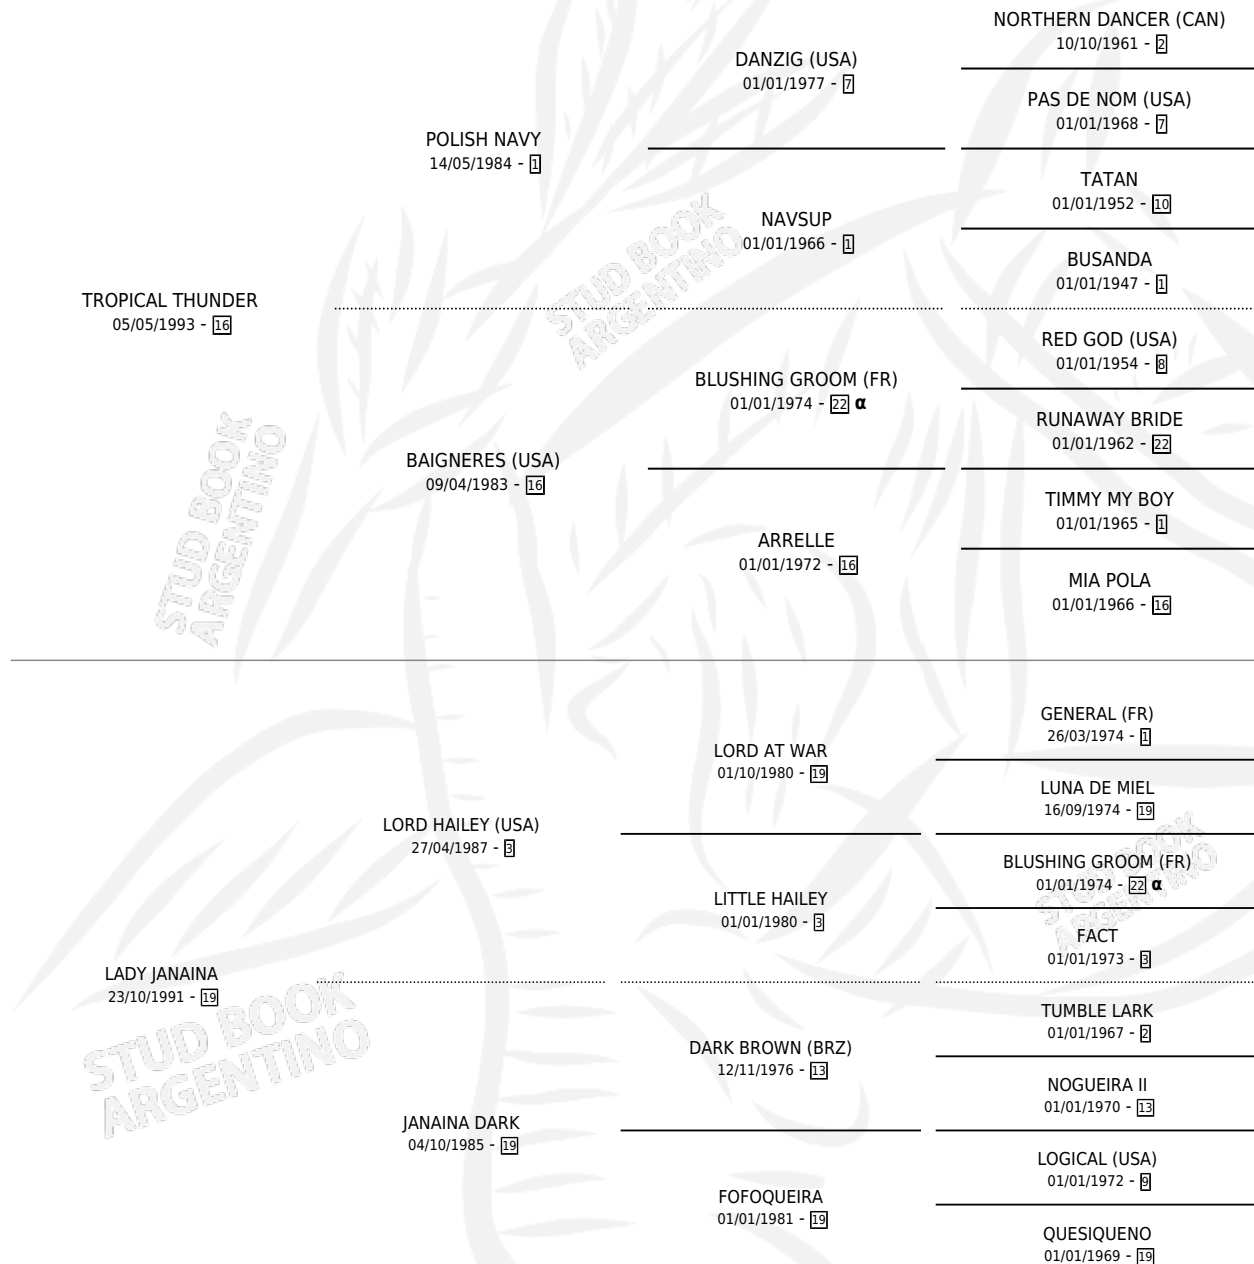 NORTHERN DANCER (CAN)
10/10/1961 - 2
DANZIG (USA)
01/01/1977 - 7
PAS DE NOM (USA)
01/01/1968 - 7
POLISH NAVY
14/05/1984 - 1
TATAN
01/01/1952 - 10
NAVSUP
01/01/1966 - 1
BUSANDA
01/01/1947 - 1
TROPICAL THUNDER
05/05/1993 - 16
RED GOD (USA)
01/01/1954 - 8
BLUSHING GROOM (FR)
01/01/1974 - 22 α
RUNAWAY BRIDE
01/01/1962 - 22
BAIGNERES (USA)
09/04/1983 - 16
TIMMY MY BOY
01/01/1965 - 1
ARRELLE
01/01/1972 - 16
MIA POLA
01/01/1966 - 16
GENERAL (FR)
26/03/1974 - 1
LORD AT WAR
01/10/1980 - 19
LUNA DE MIEL
16/09/1974 - 19
LORD HAILEY (USA)
27/04/1987 - 3
BLUSHING GROOM (FR)
01/01/1974 - 22 α
LITTLE HAILEY
01/01/1980 - 3
FACT
01/01/1973 - 3
LADY JANAINA
23/10/1991 - 19
TUMBLE LARK
01/01/1967 - 2
DARK BROWN (BRZ)
12/11/1976 - 13
NOGUEIRA II
01/01/1970 - 13
JANAINA DARK
04/10/1985 - 19
LOGICAL (USA)
01/01/1972 - 9
FOFOQUEIRA
01/01/1981 - 19
QUESIQUENO
01/01/1969 - 19
STUD BOOK
ARGENTINO
STUD BOOK
ARGENTINO
STUD BOOK
ARGENTINO
STUD BOOK
ARGENTINO